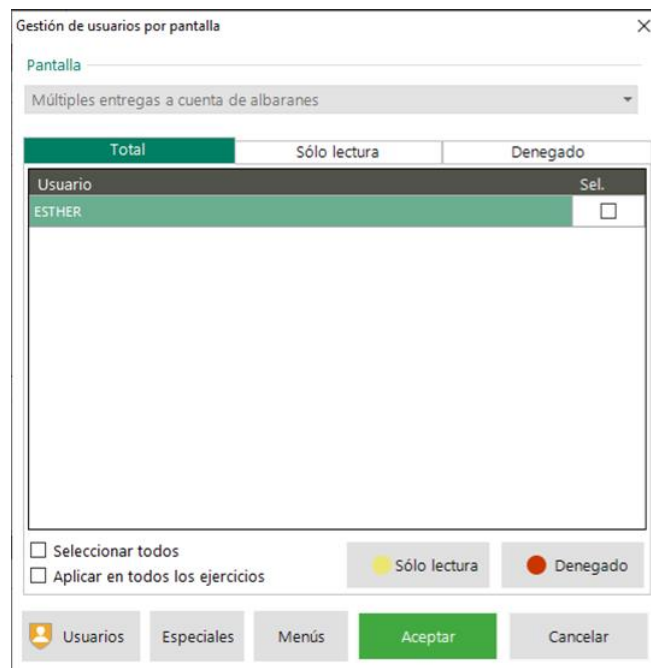 Gestión de usuarios por pantalla
Pantalla
Múltiples entregas a cuenta de albaranes
Total Sólo lectura Denegado
Usuario Sel.
ESTHER
Seleccionar todos
Aplicar en todos los ejercicios
Sólo lectura Denegado
Usuarios Especiales Menús Aceptar Cancelar